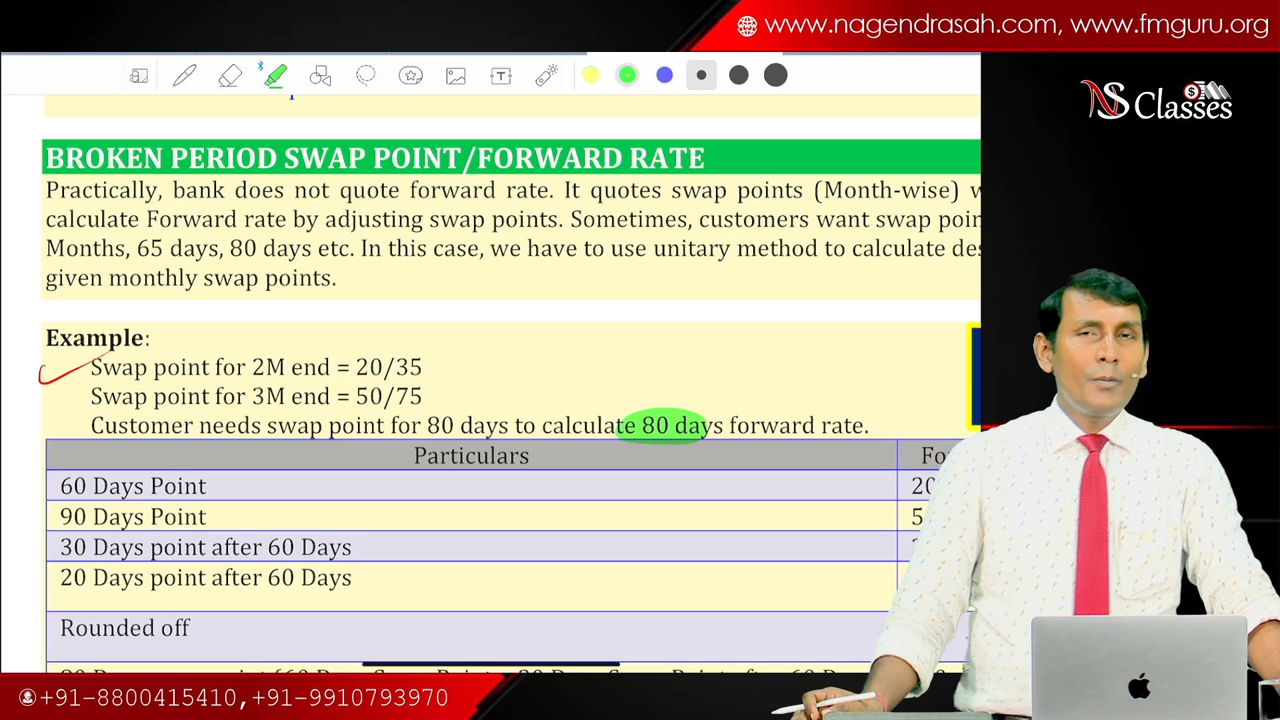 www.nagendrasah.com, www.fmguru.org
NS Classes
BROKEN PERIOD SWAP POINT/FORWARD RATE
Practically, bank does not quote forward rate. It quotes swap points (Month-wise)
calculate Forward rate by adjusting swap points. Sometimes, customers want swap
Months, 65 days, 80 days etc. In this case, we have to use unitary method to calculate
given monthly swap points.
Example:
Swap point for 2M end = 20/35
Swap point for 3M end = 50/75
Customer needs swap point for 80 days to calculate 80 days forward rate.
Particulars
60 Days Point
90 Days Point
30 Days point after 60 Days
20 Days point after 60 Days
Rounded off
+91-8800415410,+91-9910793970